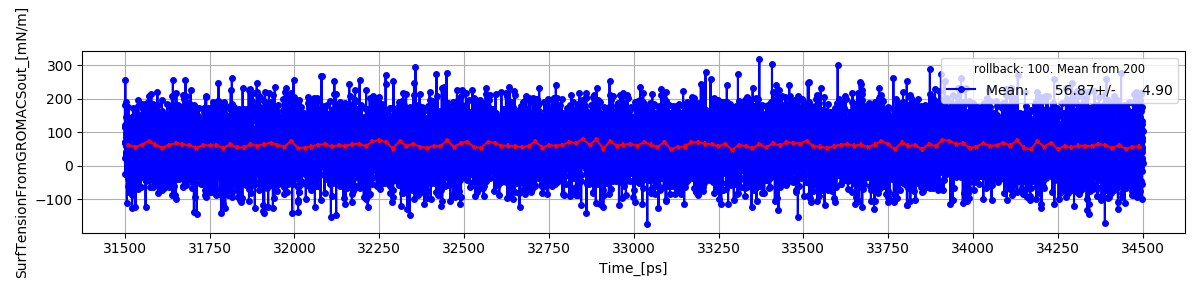 SurfTensionFromGROMACSout_[mN/m]
300
200
100
0
−100
rollback: 100. Mean from 200
Mean: 56.87+/- 4.90
31500 31750 32000 32250 32500 32750 33000 33250 33500 33750 34000 34250 34500
Time_[ps]